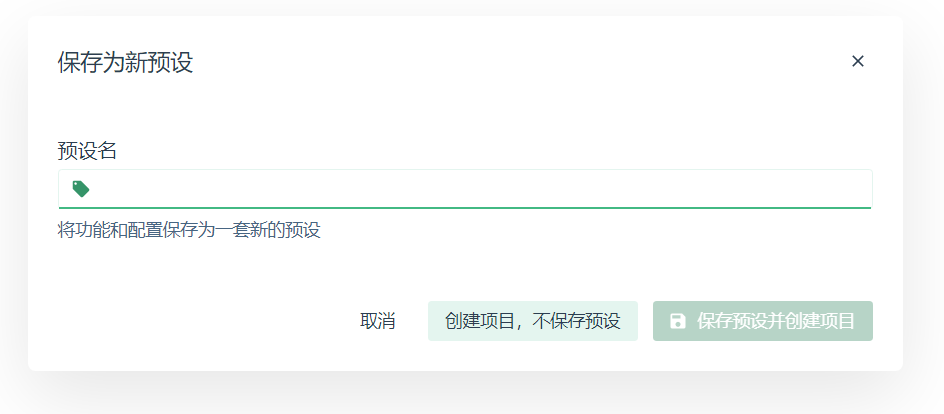 保存为新预设
预设名
将功能和配置保存为一套新的预设
取消
创建项目，不保存预设
保存预设并创建项目